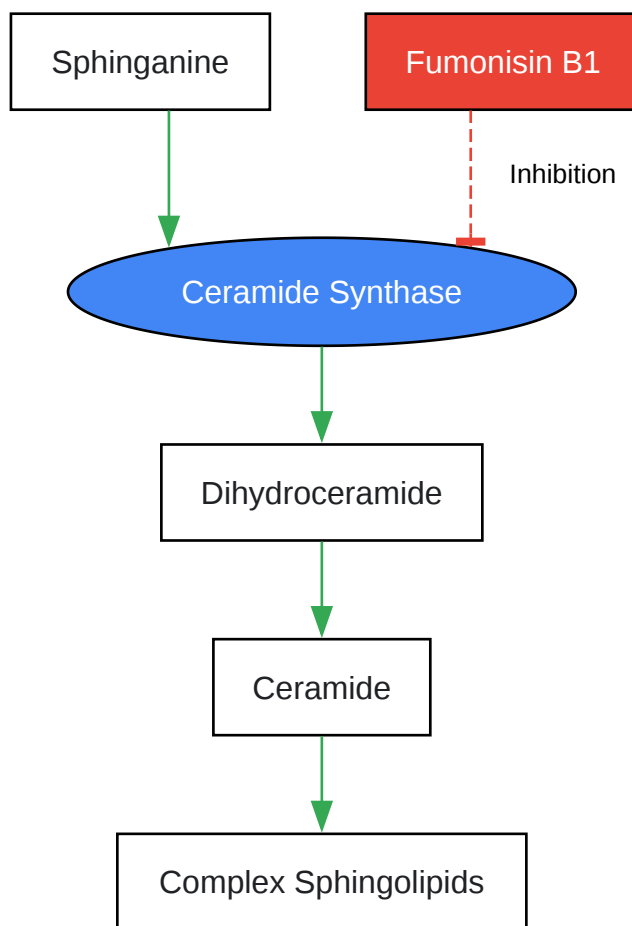 Sphinganine
Fumonisin B1
Inhibition
Ceramide Synthase
Dihydroceramide
Ceramide
Complex Sphingolipids